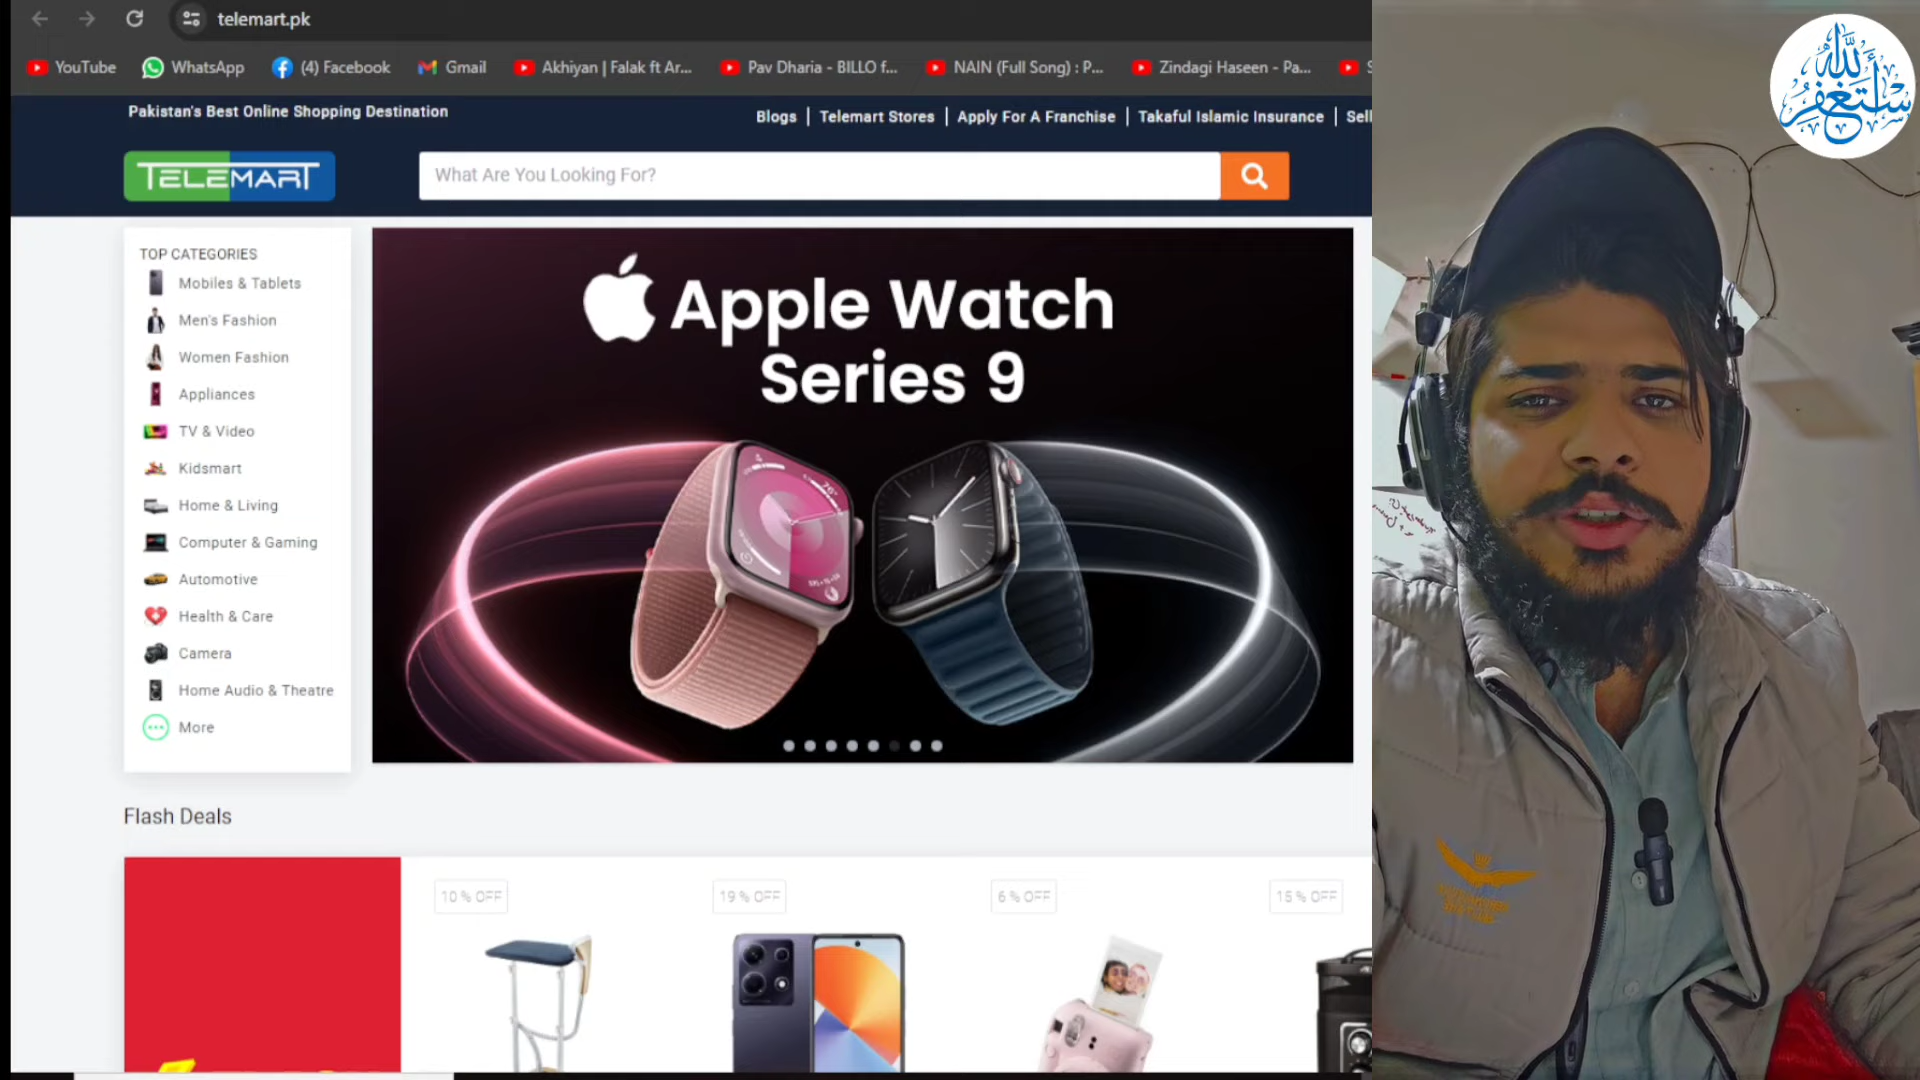 telemart.pk
YouTube
WhatsApp
(4) Facebook
Gmail
Akhiyan | Falak ft Ar...
Pav Dharia - BILLO f...
NAIN (Full Song) : P...
Zindagi Haseen - Pa...
S
Pakistan's Best Online Shopping Destination
Blogs | Telemart Stores | Apply For A Franchise | Takaful Islamic Insurance | Sell
TELEMART
What Are You Looking For?
TOP CATEGORIES
Mobiles & Tablets
Men's Fashion
Women Fashion
Appliances
TV & Video
Kidsmart
Home & Living
Computer & Gaming
Automotive
Health & Care
Camera
Home Audio & Theatre
More
Apple Watch
Series 9
Flash Deals
10 % OFF
19 % OFF
6 % OFF
15 % OFF
أستغفر الله